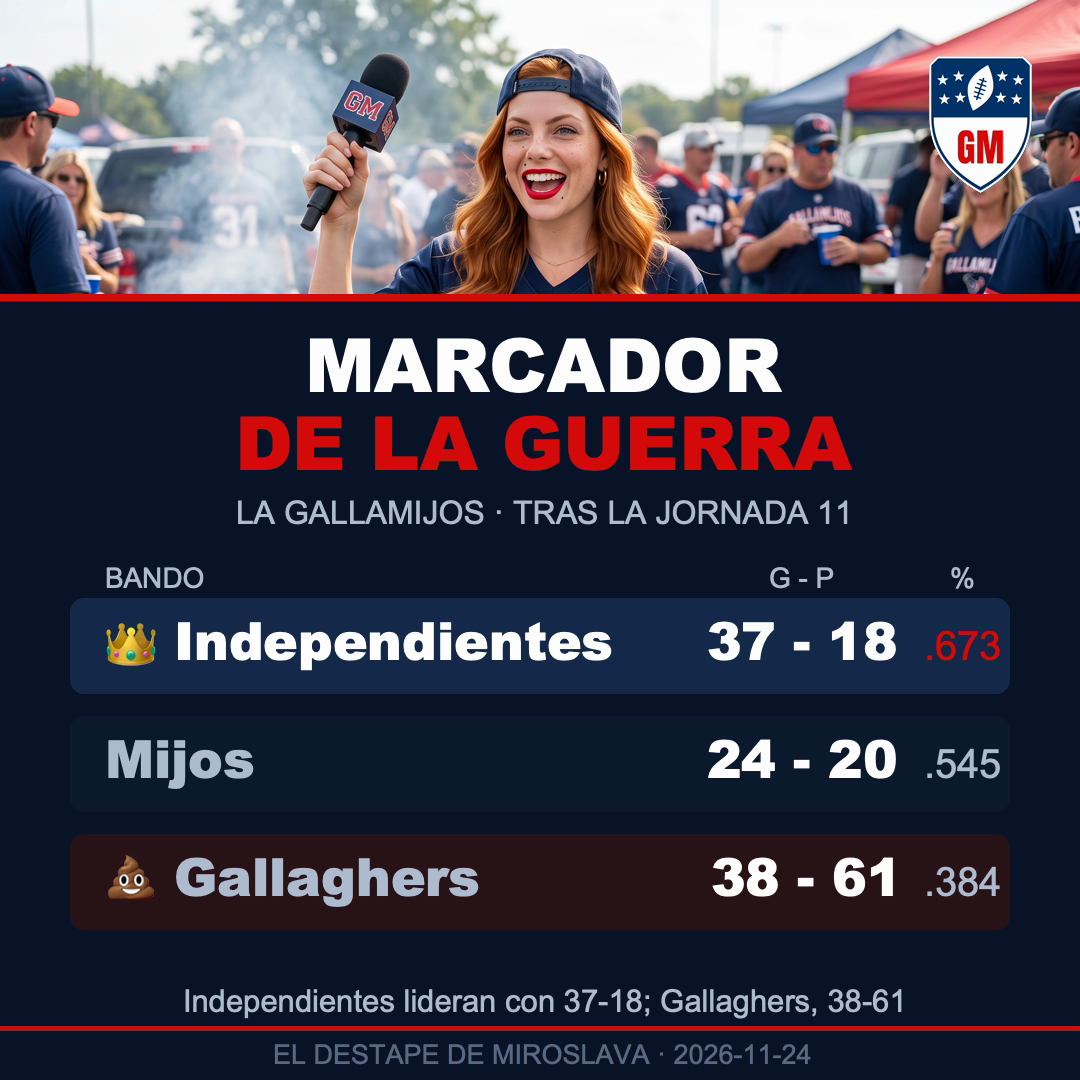 GM
GM
31
GALLAMIJOS
MARCADOR
DE LA GUERRA
LA GALLAMIJOS · TRAS LA JORNADA 11
BANDO G - P %
👑 Independientes 37 - 18 .673
Mijos 24 - 20 .545
💩 Gallaghers 38 - 61 .384
Independientes lideran con 37-18; Gallaghers, 38-61
EL DESTAPE DE MIROSLAVA · 2026-11-24